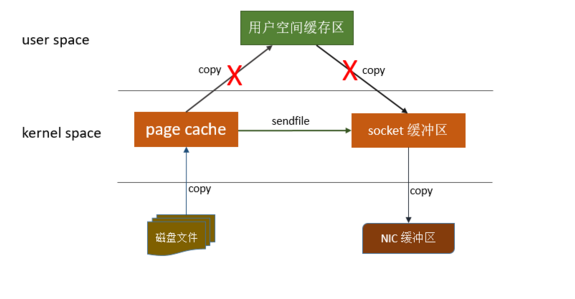 user space
用户空间缓存区
copy
copy
kernel space
page cache
sendfile
socket 缓冲区
copy
copy
磁盘文件
NIC 缓冲区